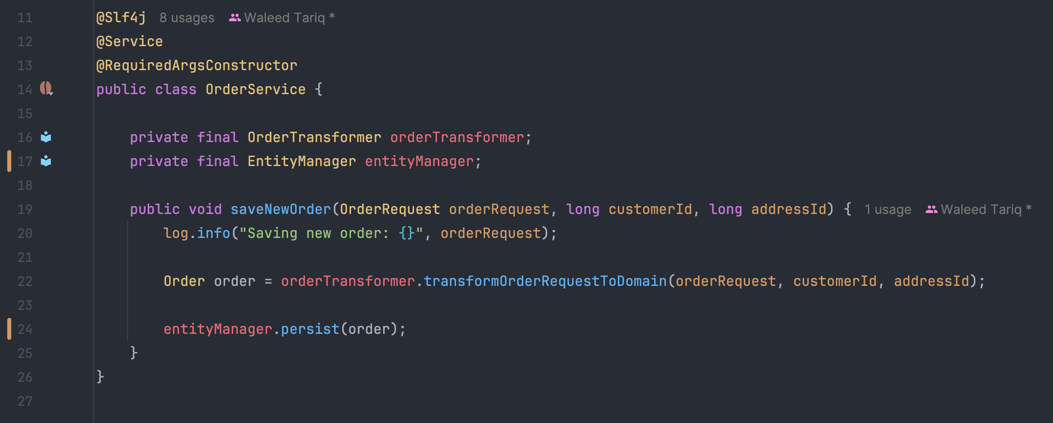 11 @Slf4j 8 usages Waleed Tariq *
12 @Service
13 @RequiredArgsConstructor
14 public class OrderService {
15
16 private final OrderTransformer orderTransformer;
17 private final EntityManager entityManager;
18
19 public void saveNewOrder(OrderRequest orderRequest, long customerId, long addressId) { 1 usage Waleed Tariq *
20 log.info("Saving new order: {}", orderRequest);
21
22 Order order = orderTransformer.transformOrderRequestToDomain(orderRequest, customerId, addressId);
23
24 entityManager.persist(order);
25 }
26 }
27